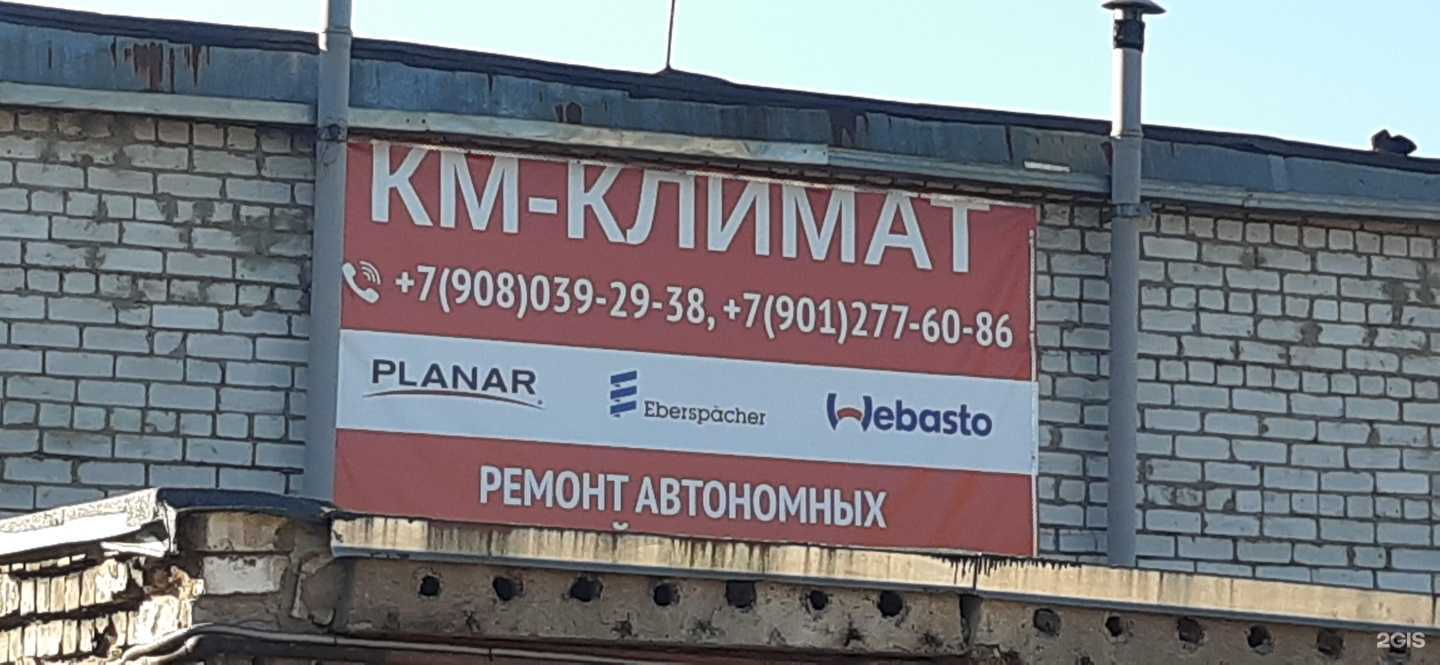 КМ-КЛИМАТ
+7(908)039-29-38, +7(901)277-60-86
PLANAR
Eberspächer
Webasto
РЕМОНТ АВТОНОМНЫХ
2GIS